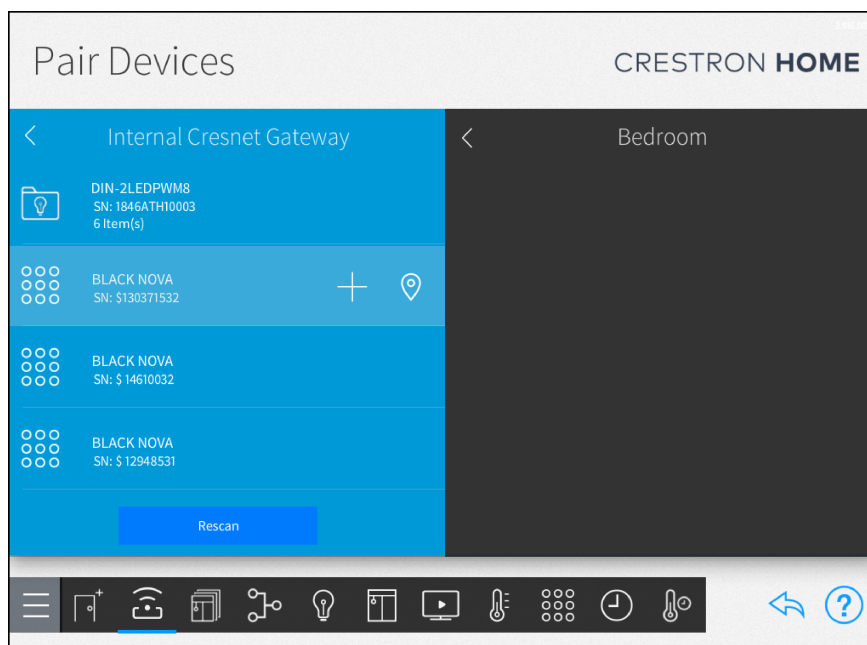 Pair Devices
CRESTRON HOME
Internal Cresnet Gateway
Bedroom
DIN-2LEDPWM8
SN: 1846ATH10003
6 Item(s)
BLACK NOVA
SN: $130371532
BLACK NOVA
SN: $ 14610032
BLACK NOVA
SN: $ 12948531
Rescan
?